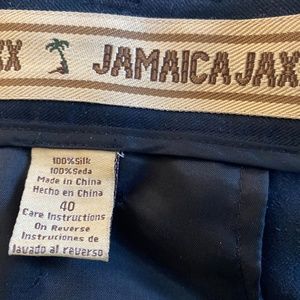 XX JAMAICA JAX
100%Silk
100%Seda
Made in China
Hecho en China
40
Care Instructions
On Reverse
Instruciones de
lavado al reverso